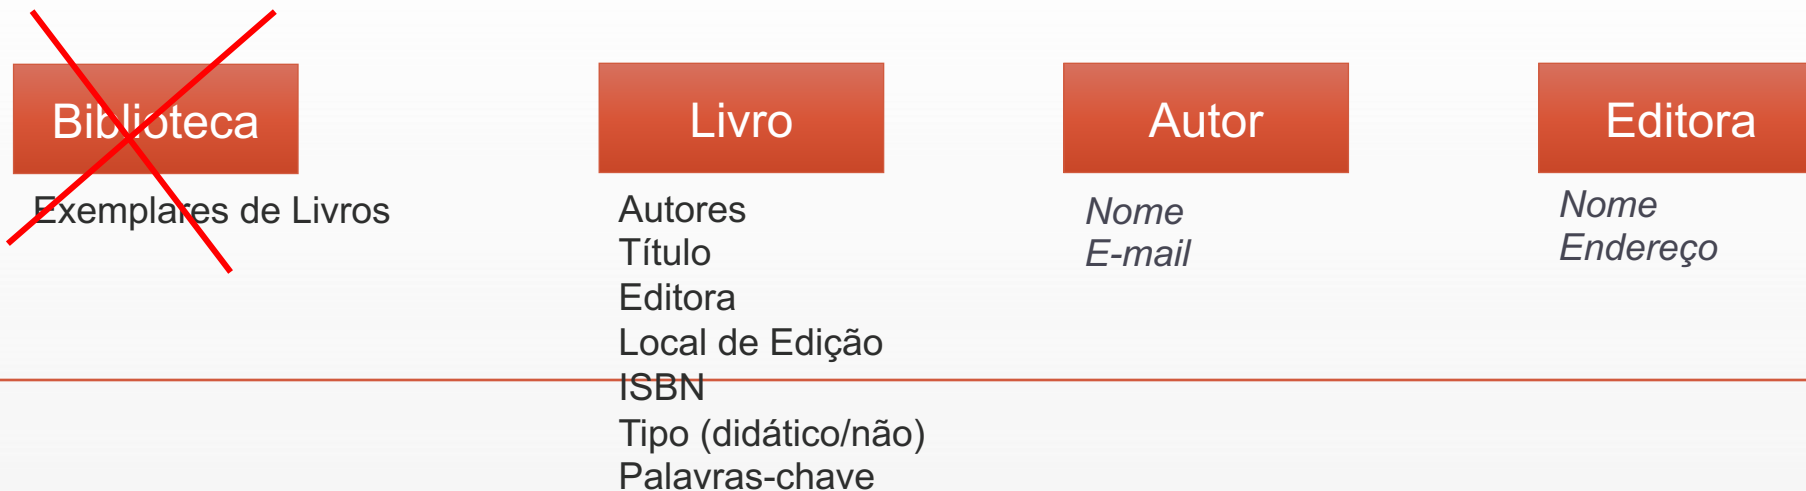 Biblioteca
Exemplares de Livros
Livro
Autores
Título
Editora
Local de Edição
ISBN
Tipo (didático/não)
Palavras-chave
Autor
Nome
E-mail
Editora
Nome
Endereço